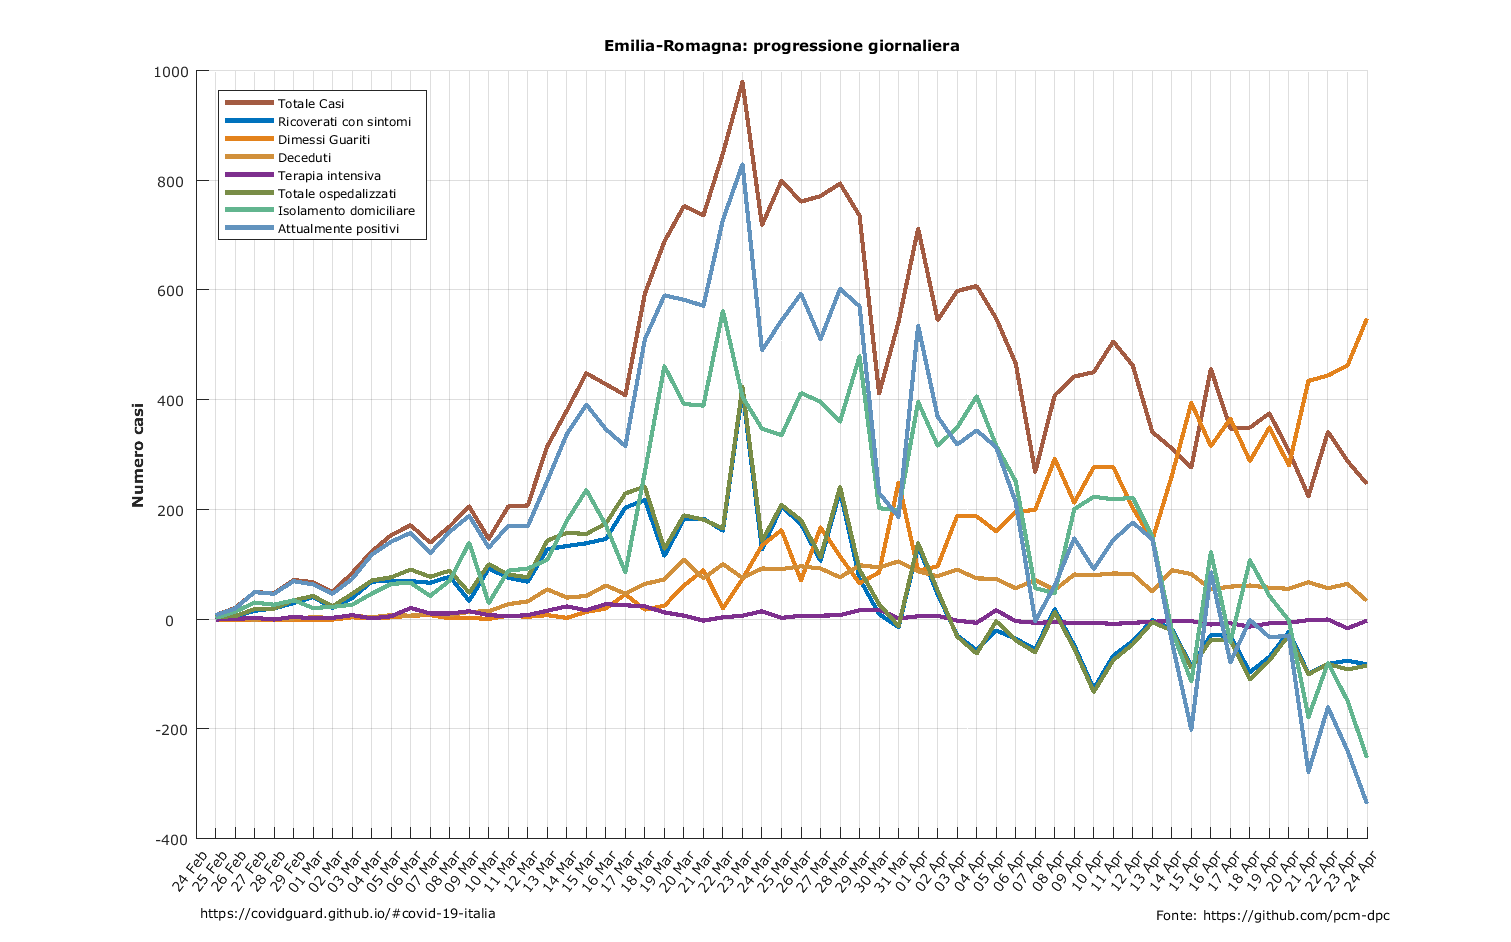 Emilia-Romagna: progressione giornaliera
1000
800
600
400
200
0
-200
-400
Numero casi
Totale Casi
Ricoverati con sintomi
Dimessi Guariti
Deceduti
Terapia intensiva
Totale ospedalizzati
Isolamento domiciliare
Attualmente positivi
24 Feb
25 Feb
26 Feb
27 Feb
28 Feb
29 Feb
01 Mar
02 Mar
03 Mar
04 Mar
05 Mar
06 Mar
07 Mar
08 Mar
09 Mar
10 Mar
11 Mar
12 Mar
13 Mar
14 Mar
15 Mar
16 Mar
17 Mar
18 Mar
19 Mar
20 Mar
21 Mar
22 Mar
23 Mar
24 Mar
25 Mar
26 Mar
27 Mar
28 Mar
29 Mar
30 Mar
31 Mar
01 Apr
02 Apr
03 Apr
04 Apr
05 Apr
06 Apr
07 Apr
08 Apr
09 Apr
10 Apr
11 Apr
12 Apr
13 Apr
14 Apr
15 Apr
16 Apr
17 Apr
18 Apr
19 Apr
20 Apr
21 Apr
22 Apr
23 Apr
24 Apr
https://covidguard.github.io/#covid-19-italia
Fonte: https://github.com/pcm-dpc